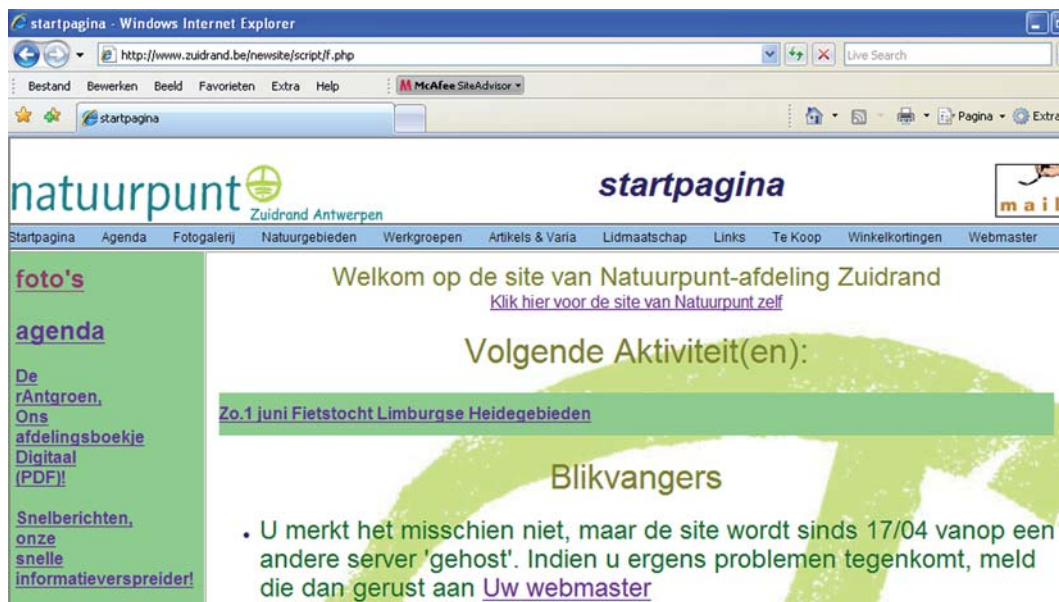 startpagina - Windows Internet Explorer
http://www.zuidrand.be/newsite/script/f.php
Live Search
Bestand Bewerken Beeld Favorieten Extra Help McAfee SiteAdvisor
startpagina
Pagina Extra
natuurpunt
Zuidrand Antwerpen
startpagina
mail
Startpagina Agenda Fotogalerij Natuurgebieden Werkgroepen Artikels & Varia Lidmaatschap Links Te Koop Winkelkortingen Webmaster
foto's
agenda
De
rAntgroen,
Ons
afdelingsboekje
Digitaal
(PDF)!
Snelberichten,
onze
snelle
informatieverspreider!
Welkom op de site van Natuurpunt-afdeling Zuidrand
Klik hier voor de site van Natuurpunt zelf
Volgende Aktiviteit(en):
Zo.1 juni Fietstocht Limburgse Heidegebieden
Blikvangers
• U merkt het misschien niet, maar de site wordt sinds 17/04 vanop een
andere server 'gehost'. Indien u ergens problemen tegenkomt, meld
die dan gerust aan Uw webmaster